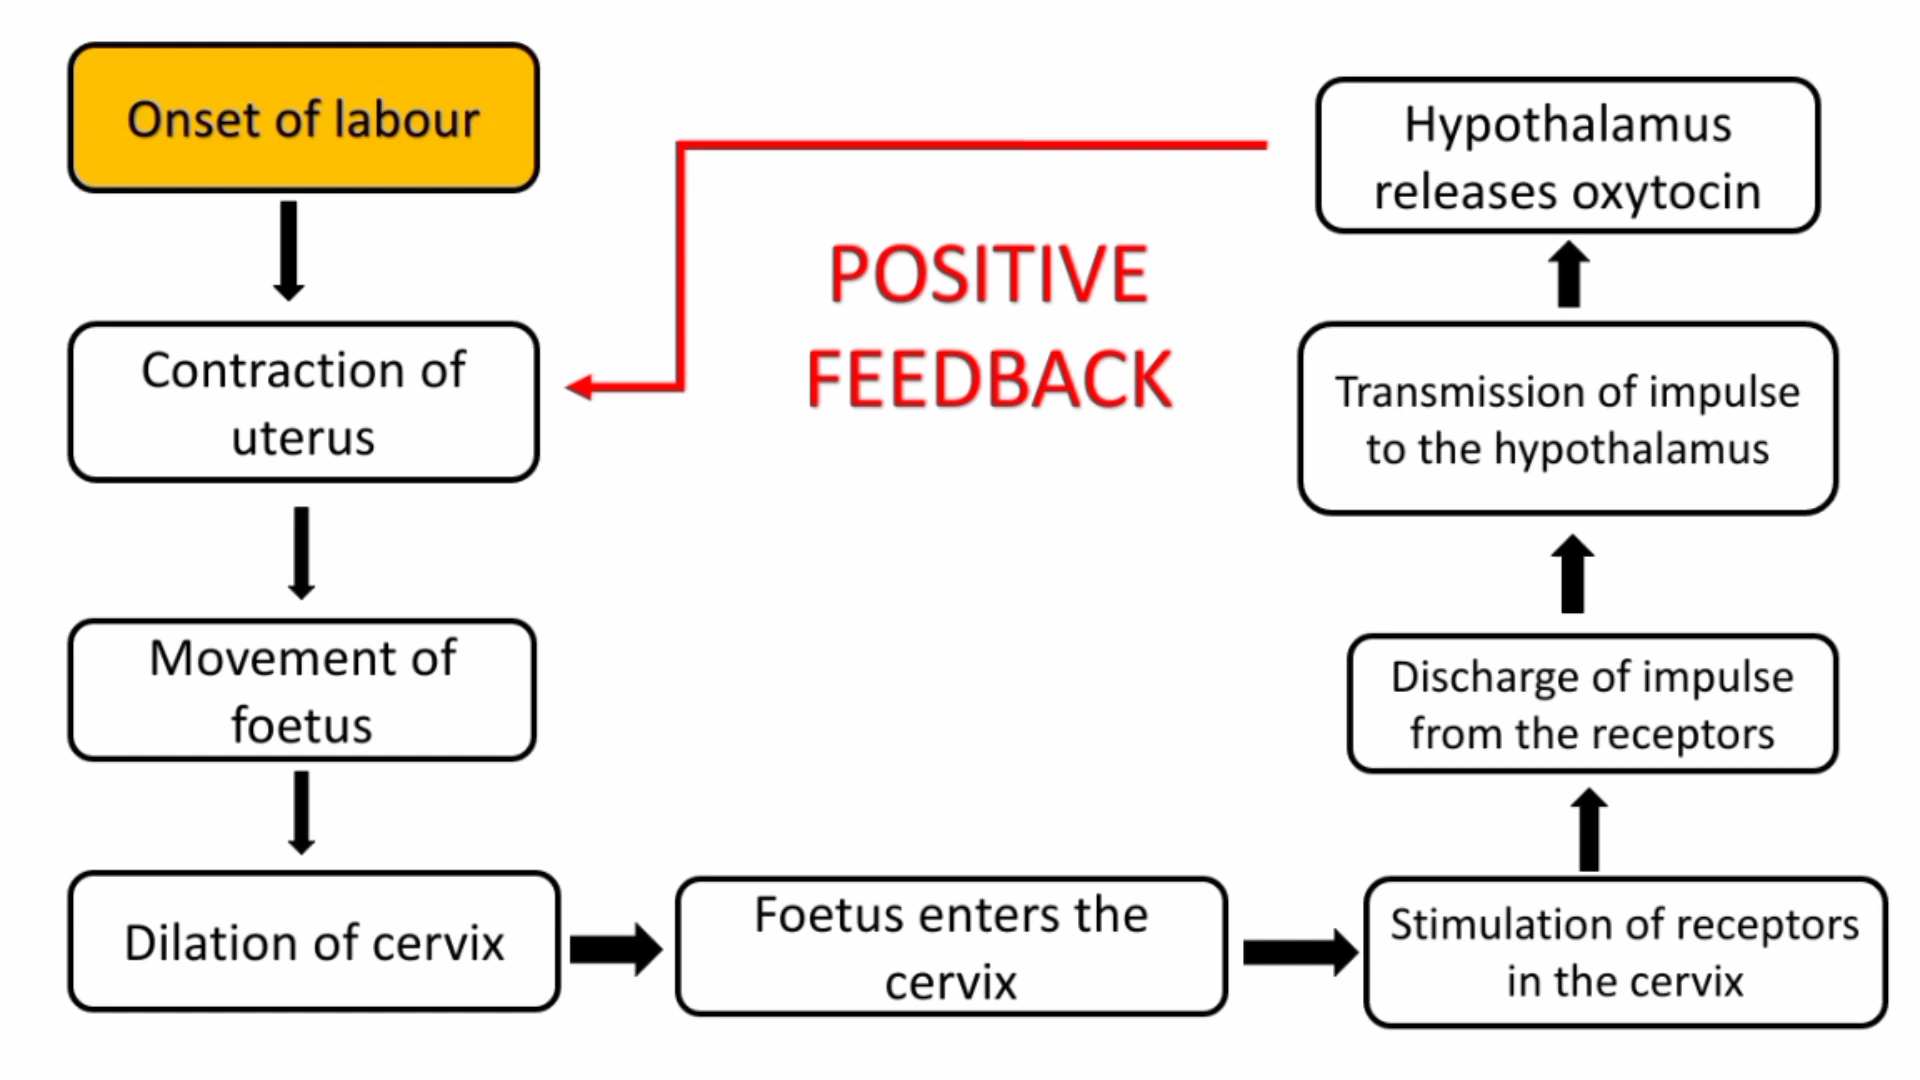 Onset of labour
Contraction of
uterus
Movement of
foetus
Dilation of cervix
Foetus enters the
cervix
Stimulation of receptors
in the cervix
Discharge of impulse
from the receptors
Transmission of impulse
to the hypothalamus
Hypothalamus
releases oxytocin
POSITIVE
FEEDBACK